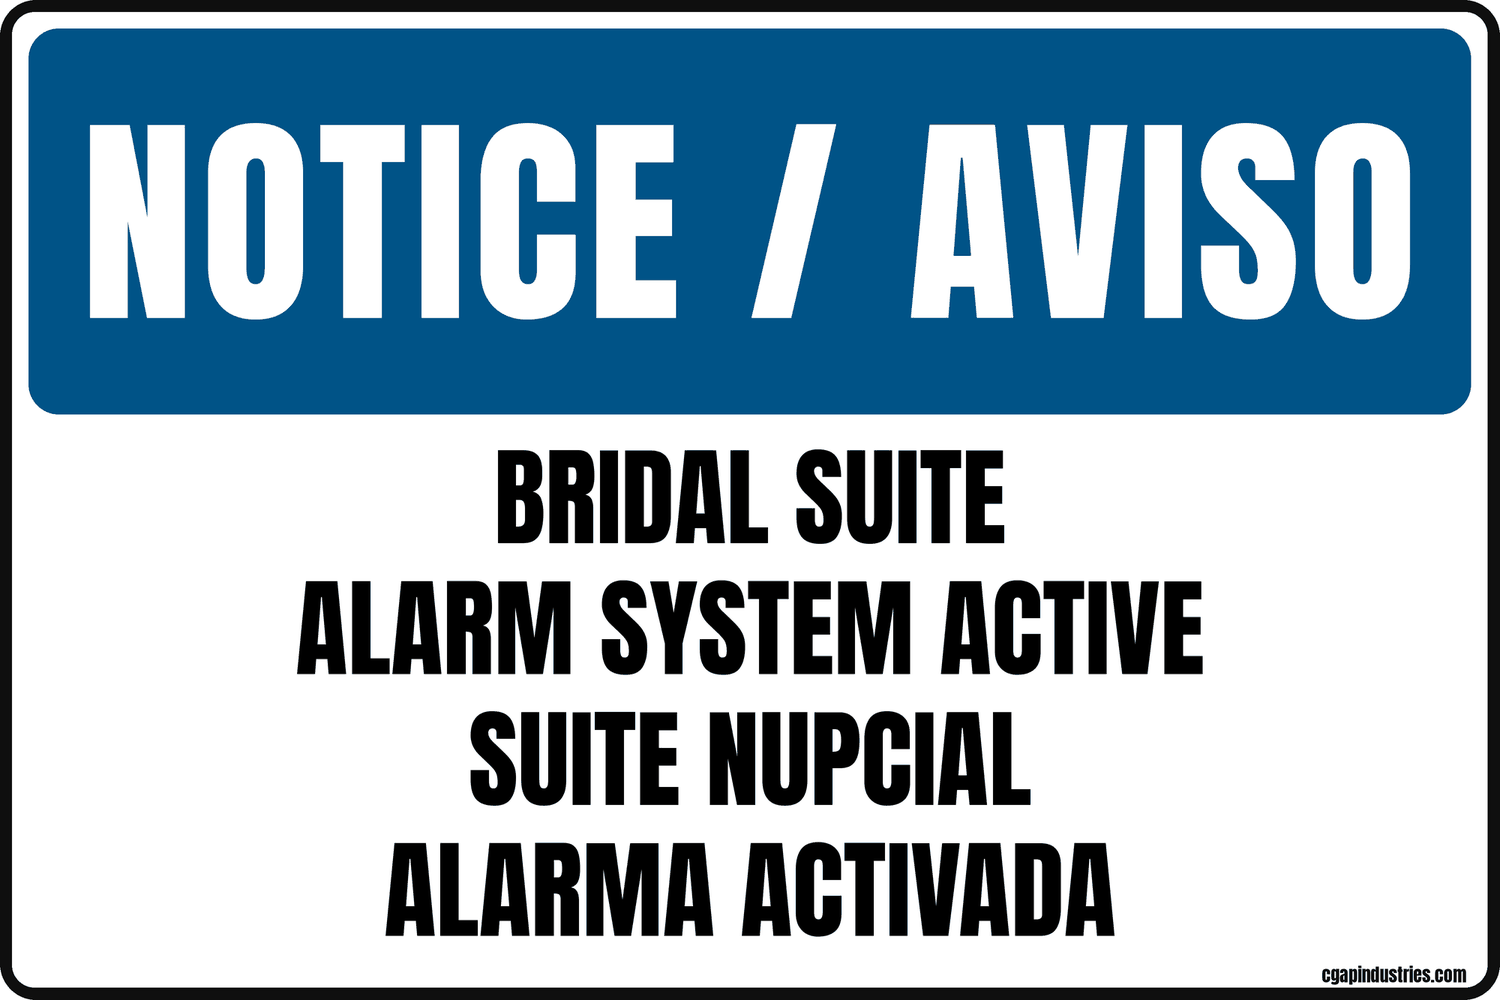 NOTICE / AVISO
BRIDAL SUITE
ALARM SYSTEM ACTIVE
SUITE NUPCIAL
ALARMA ACTIVADA
cgapindustries.com